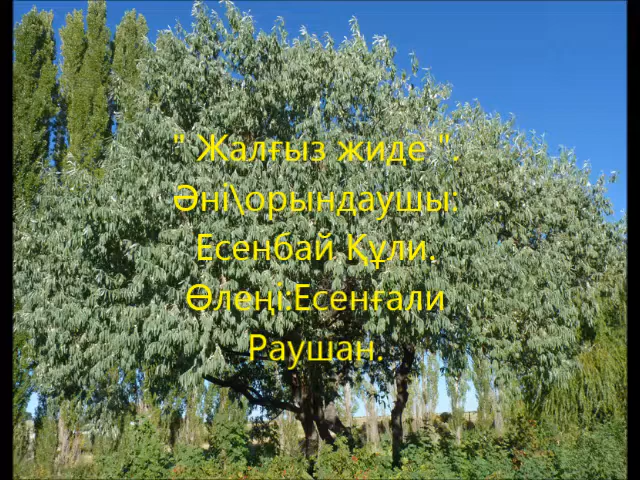 " Жалғыз жиде ".
Әні\орындаушы:
Есенбай Құли.
Өлеңі:Есенғали
Раушан.